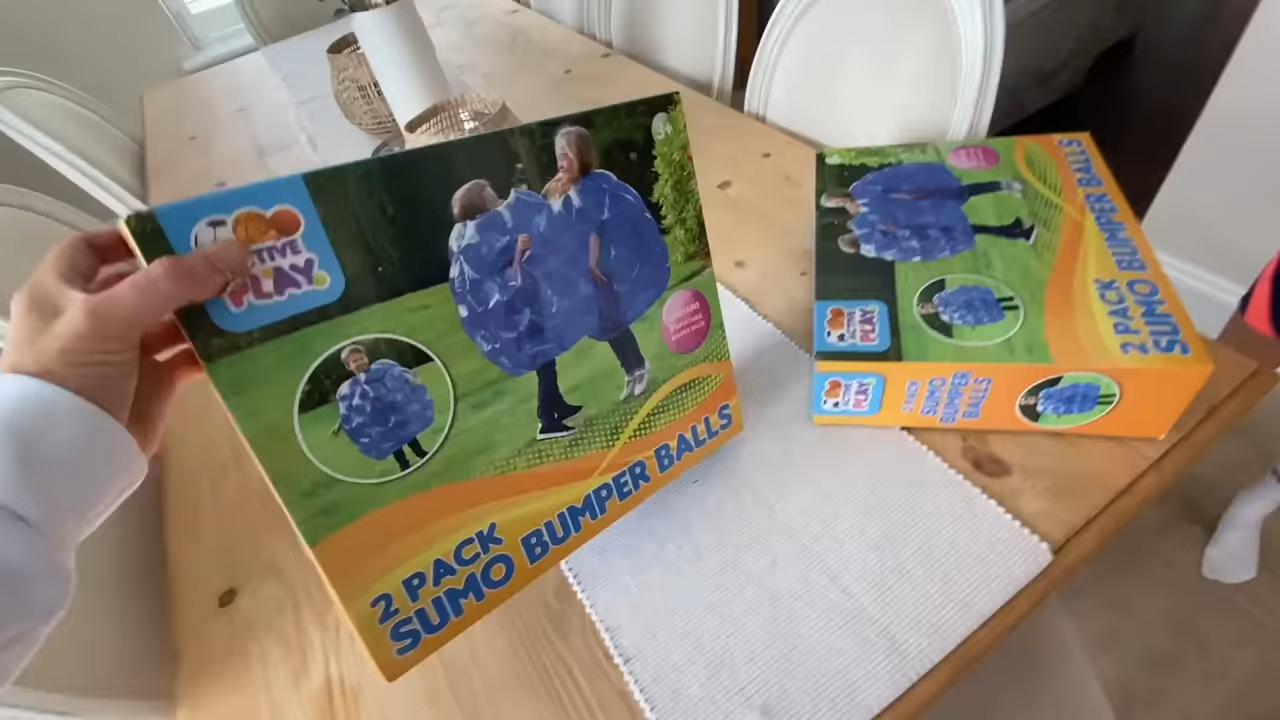 ACTIVE
PLAY
2 PACK
SUMO BUMPER BALLS
ACTIVE
PLAY
2 PACK
SUMO BUMPER BALLS
ACTIVE
PLAY
2 PACK
SUMO
BUMPER
BALLS